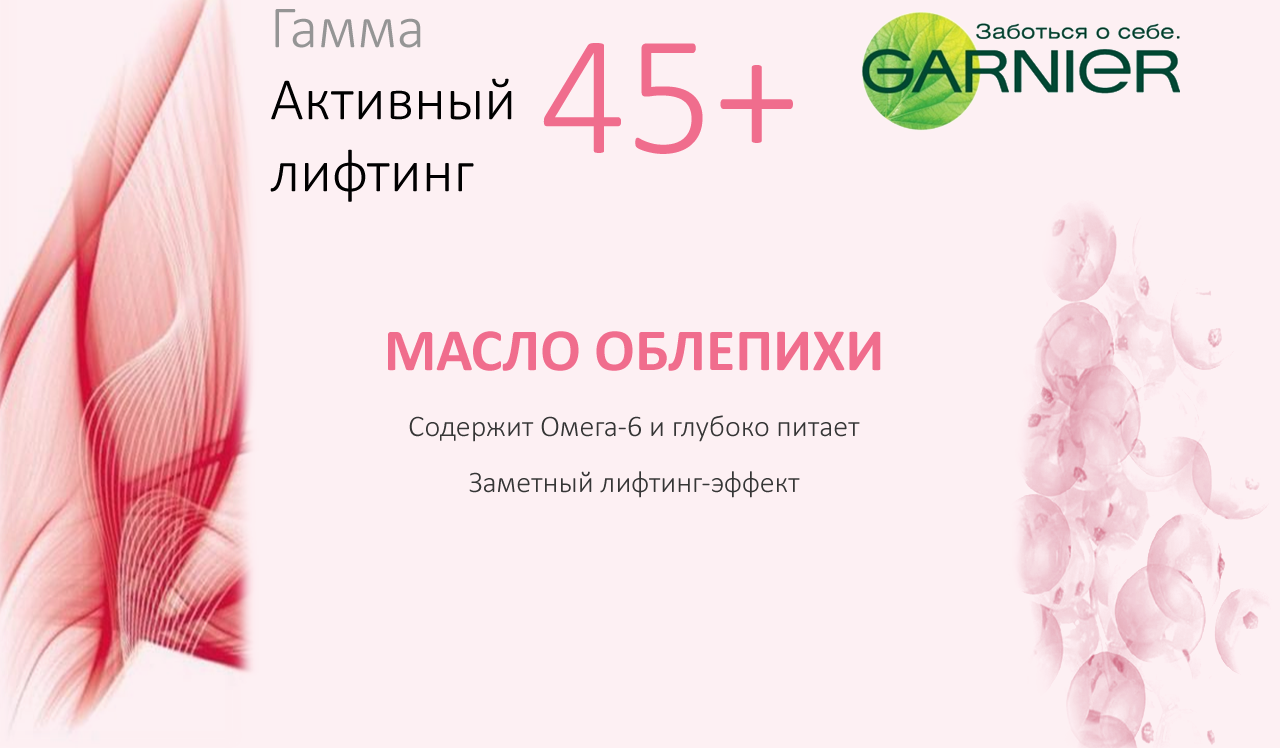 Гамма
Активный
лифтинг
45+
Заботься о себе.
GARNIER
МАСЛО ОБЛЕПИХИ
Содержит Омега-6 и глубоко питает
Заметный лифтинг-эффект